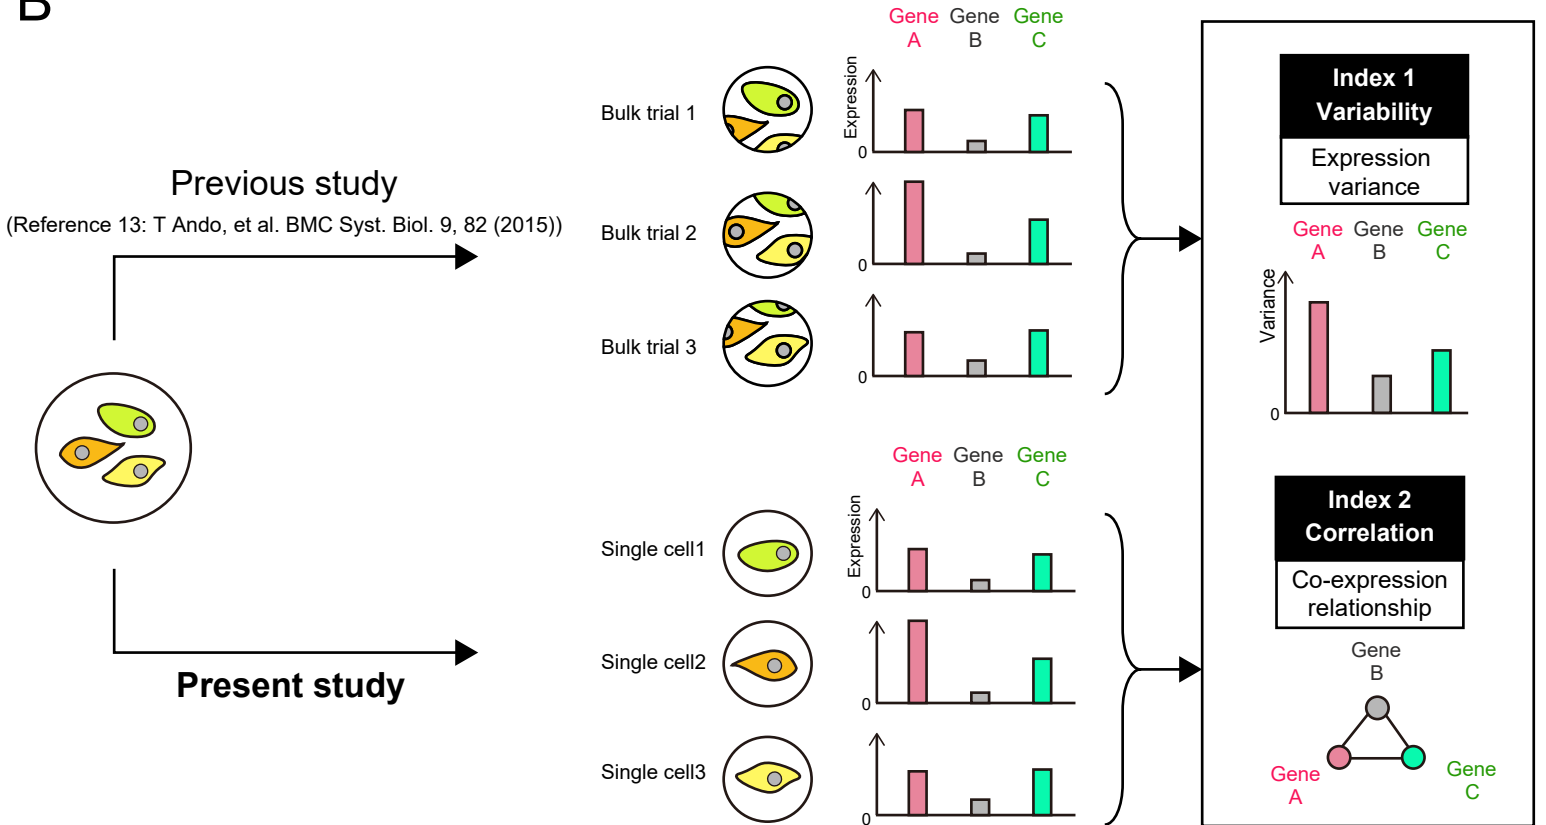 B
Previous study
(Reference 13: T Ando, et al. BMC Syst. Biol. 9, 82 (2015))
Present study
Gene Gene Gene
A B C
Bulk trial 1
Expression
0
Bulk trial 2
0
Bulk trial 3
0
Gene Gene Gene
A B C
Single cell1
Expression
0
Single cell2
0
Single cell3
0
Index 1
Variability
Expression
variance
Gene Gene Gene
A B C
Variance
0
Index 2
Correlation
Co-expression
relationship
Gene
B
Gene
A
Gene
C